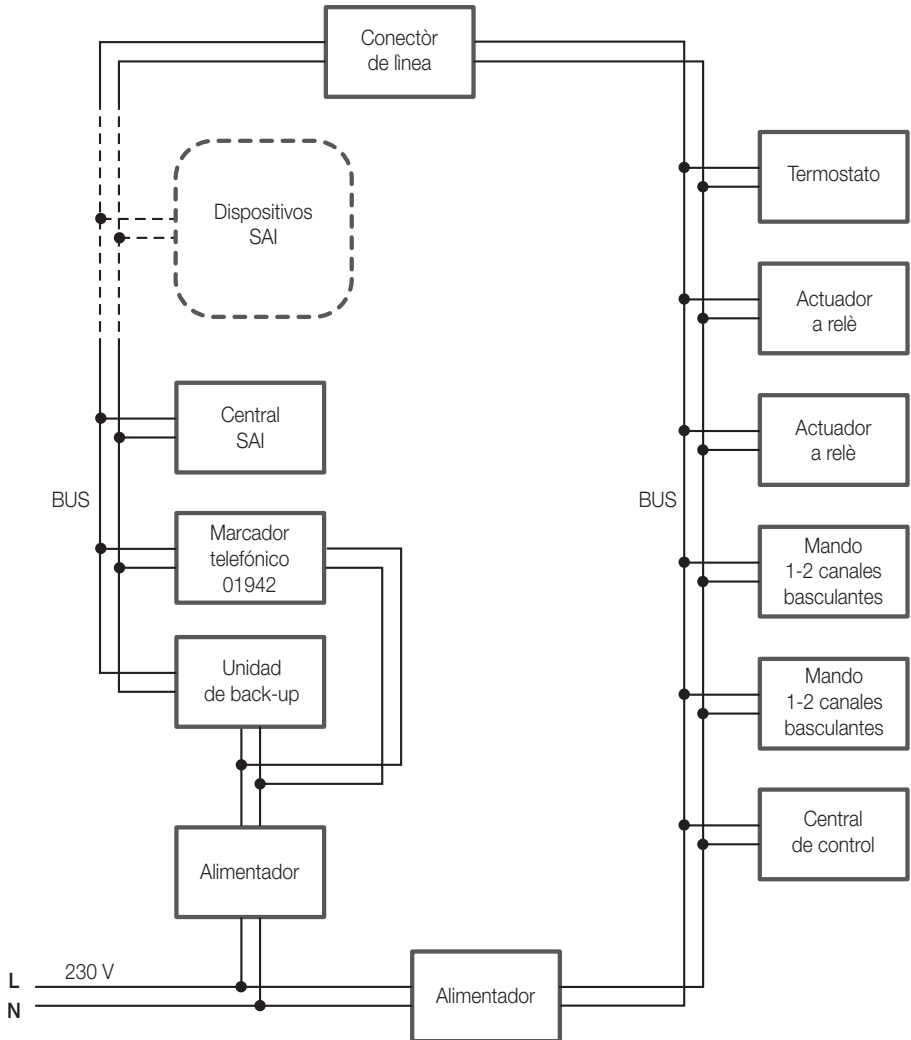 Conectòr
de lìnea
Dispositivos
SAI
Termostato
Actuador
a relè
Central
SAI
Actuador
a relè
BUS
BUS
Marcador
telefónico
01942
Mando
1-2 canales
basculantes
Unidad
de back-up
Mando
1-2 canales
basculantes
Alimentador
Central
de control
L
230 V
N
Alimentador